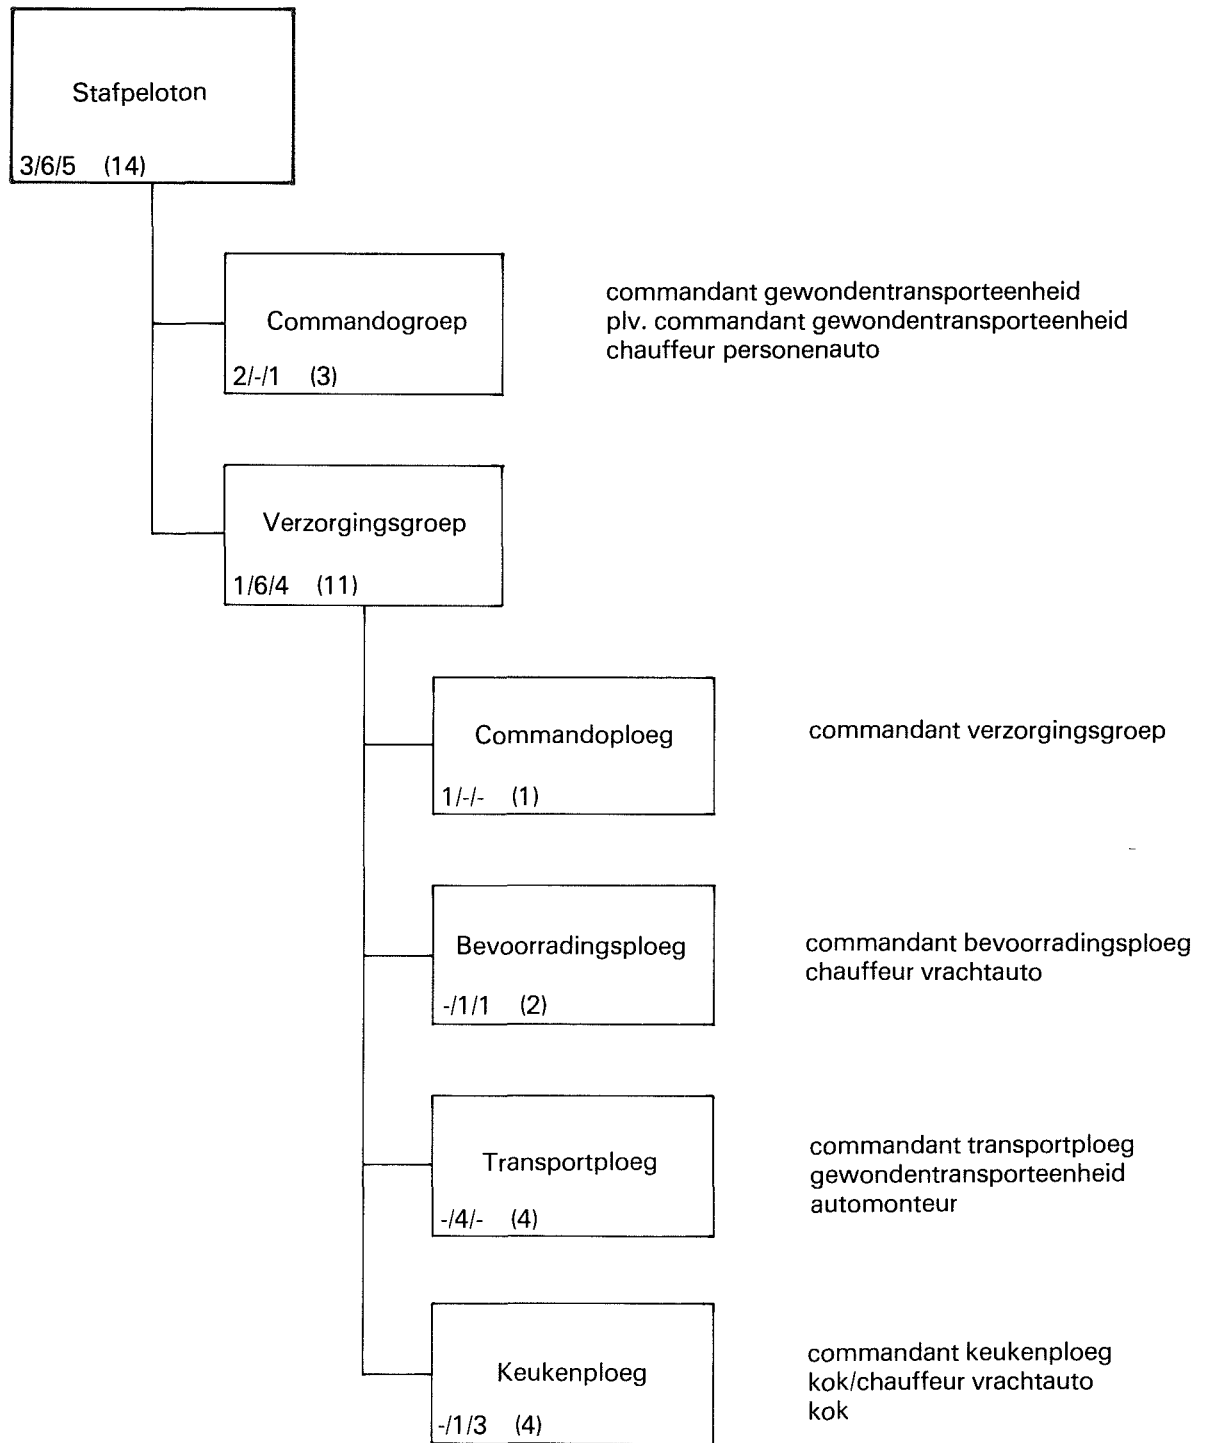 Stafpeloton
3/6/5 (14)
Commandogroep
2/-/1 (3)
commandant gewondentransporteenheid
plv. commandant gewondentransporteenheid
chauffeur personenauto
Verzorgingsgroep
1/6/4 (11)
Commandoploeg
1/-/- (1)
commandant verzorgingsgroep
Bevoorradingsploeg
-/1/1 (2)
commandant bevoorradingsploeg
chauffeur vrachtauto
Transportploeg
-/4/- (4)
commandant transportploeg
gewondentransporteenheid
automonteur
Keukenploeg
-/1/3 (4)
commandant keukenploeg
kok/chauffeur vrachtauto
kok